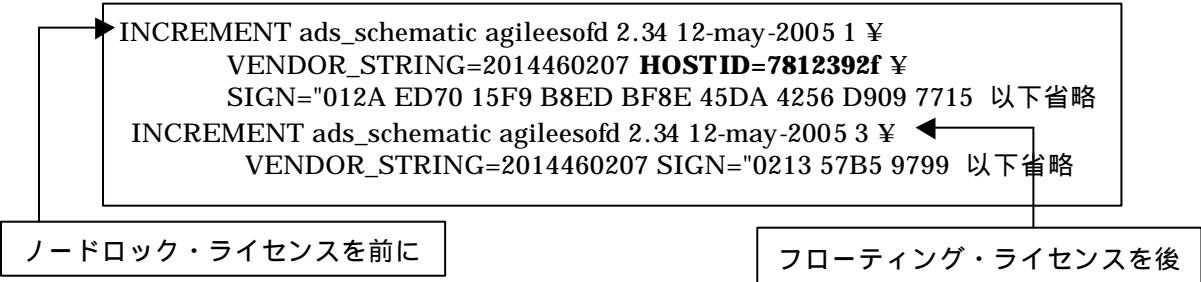 INCREMENT ads_schematic agileesofd 2.34 12-may-2005 1 ¥
VENDOR_STRING=2014460207 HOSTID=7812392f ¥
SIGN="012A ED70 15F9 B8ED BF8E 45DA 4256 D909 7715 以下省略
INCREMENT ads_schematic agileesofd 2.34 12-may-2005 3 ¥
VENDOR_STRING=2014460207 SIGN="0213 57B5 9799 以下省略
ノードロック・ライセンスを前に
フローティング・ライセンスを後